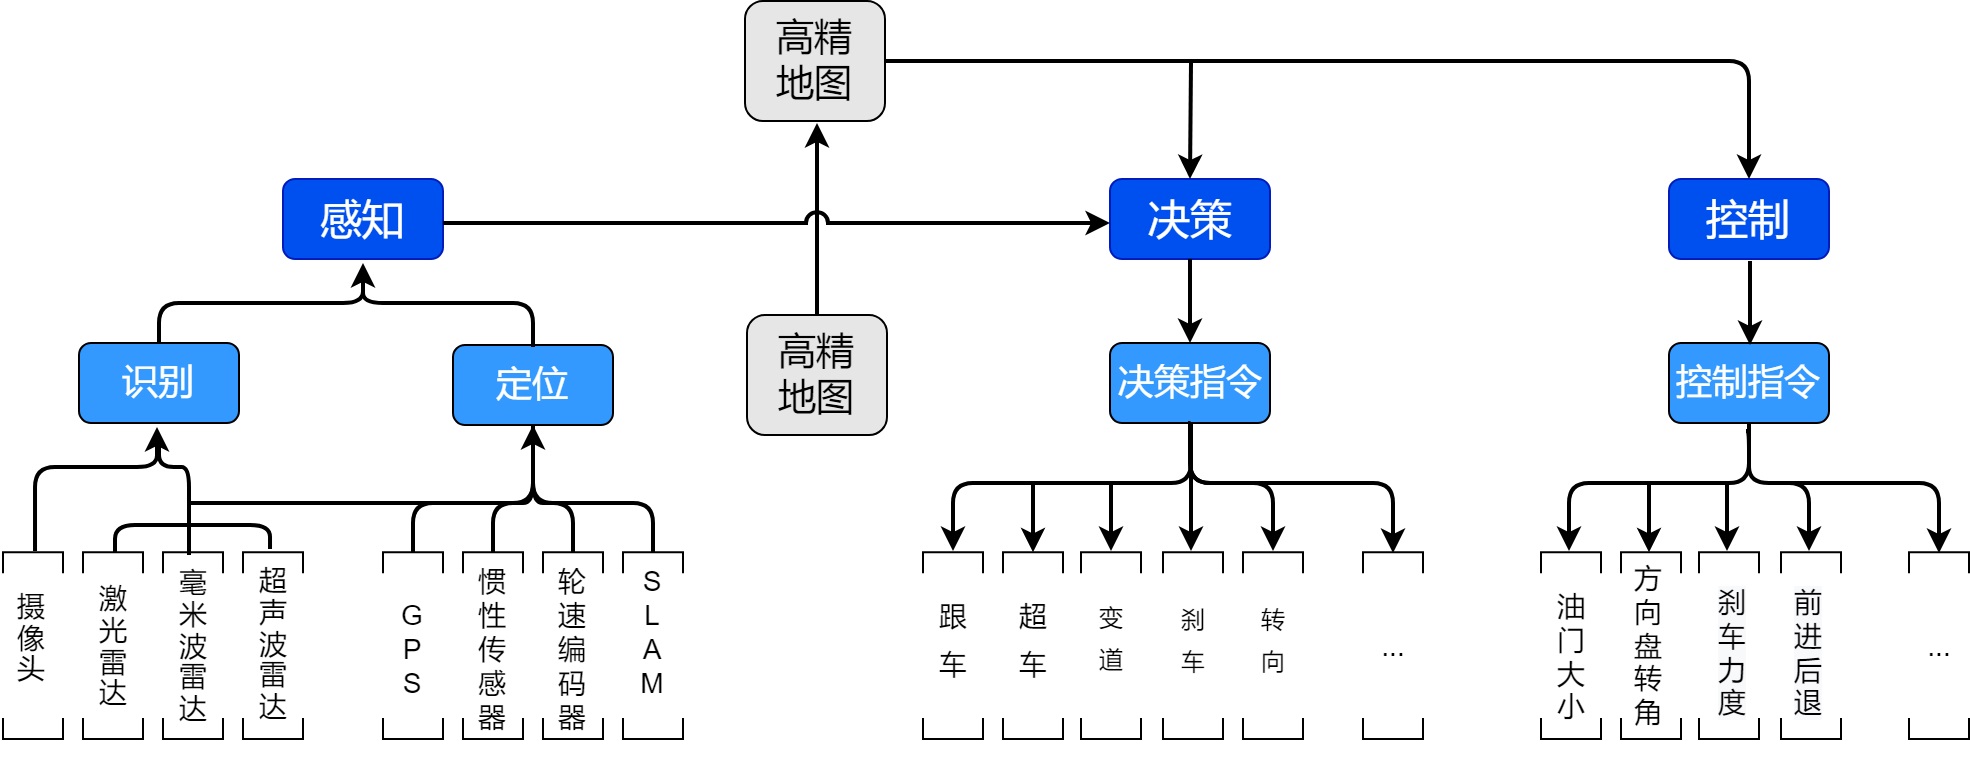 高精
地图
感知
决策
控制
识别
定位
高精
地图
决策指令
控制指令
摄像头
激光雷达
毫米波雷达
超声波雷达
GPS
惯性传感器
轮速编码器
SLAM
跟车
超车
变道
刹车
转向
...
油门大小
方向盘转角
刹车力度
前进后退
...